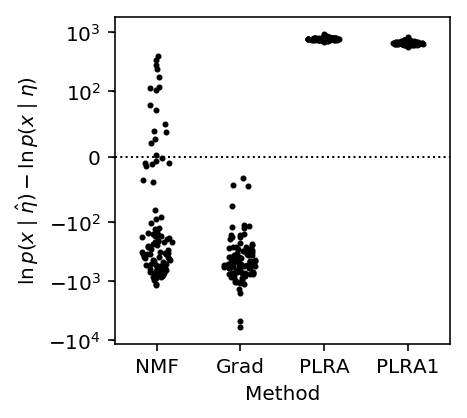 ln p(x | η̂) − ln p(x | η)
10³
10²
0
−10²
−10³
−10⁴
NMF Grad PLRA PLRA1
Method